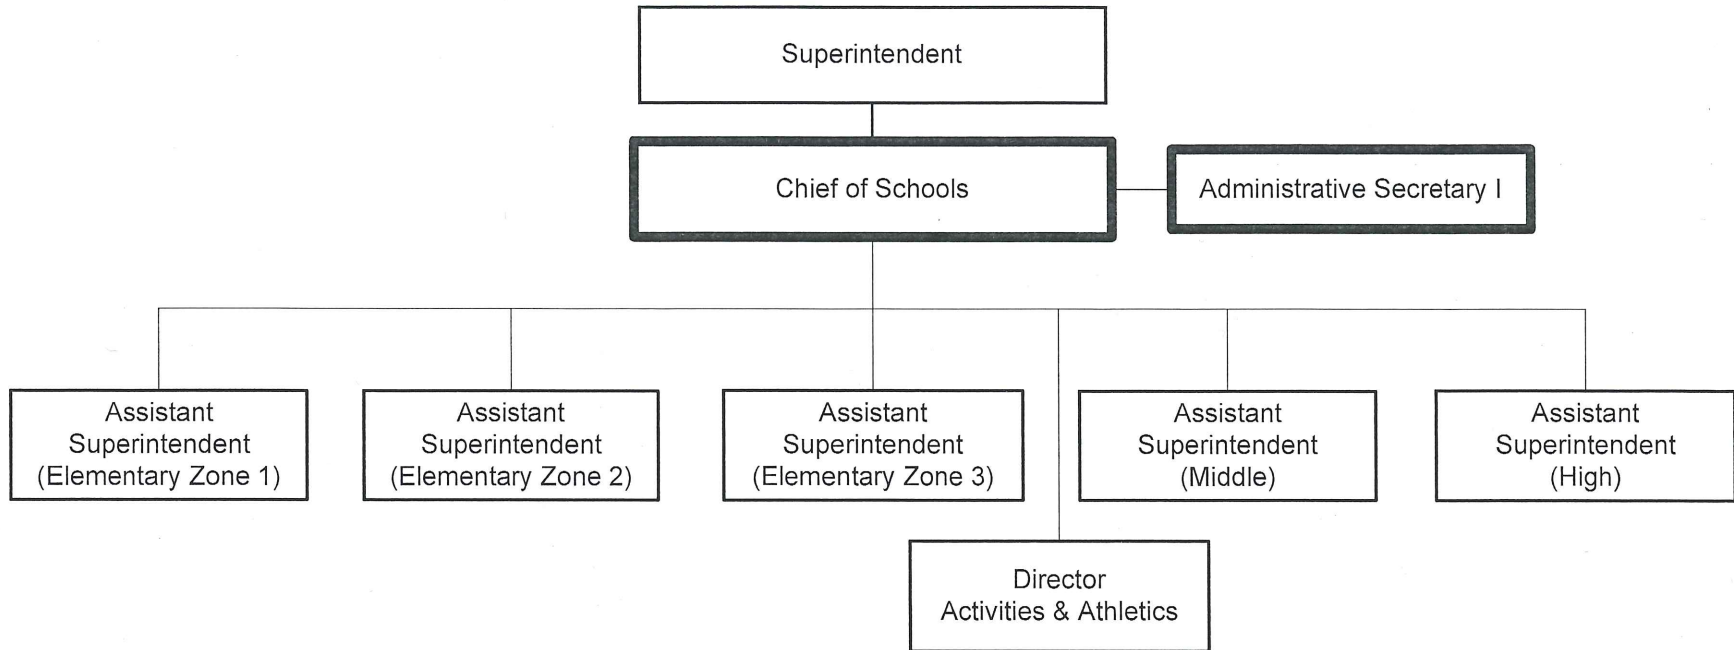 Superintendent
Chief of Schools
Administrative Secretary I
Assistant
Superintendent
(Elementary Zone 1)
Assistant
Superintendent
(Elementary Zone 2)
Assistant
Superintendent
(Elementary Zone 3)
Assistant
Superintendent
(Middle)
Assistant
Superintendent
(High)
Director
Activities & Athletics